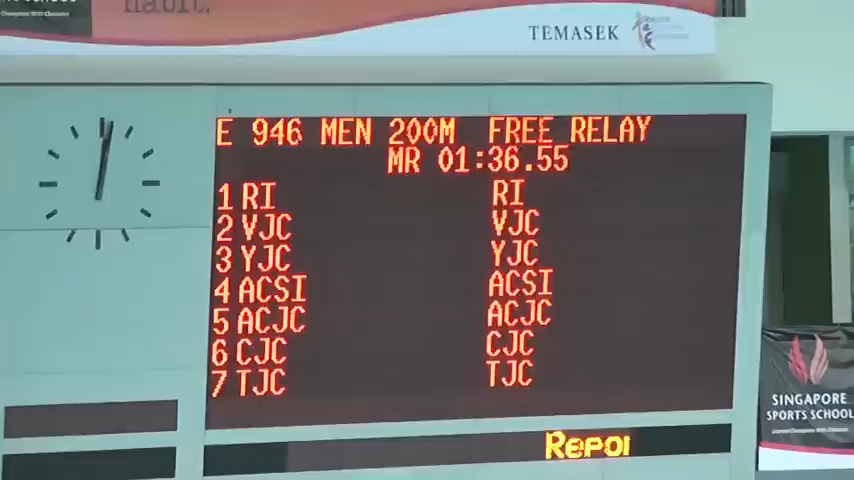 habit.
TEMASEK
E 946 MEN 200M FREE RELAY
MR 01:36.55
1 RI RI
2 VJC VJC
3 YJC YJC
4 ACSI ACSI
5 ACJC ACJC
6 CJC CJC
7 TJC TJC
SINGAPORE
SPORTS SCHOOL
Repor